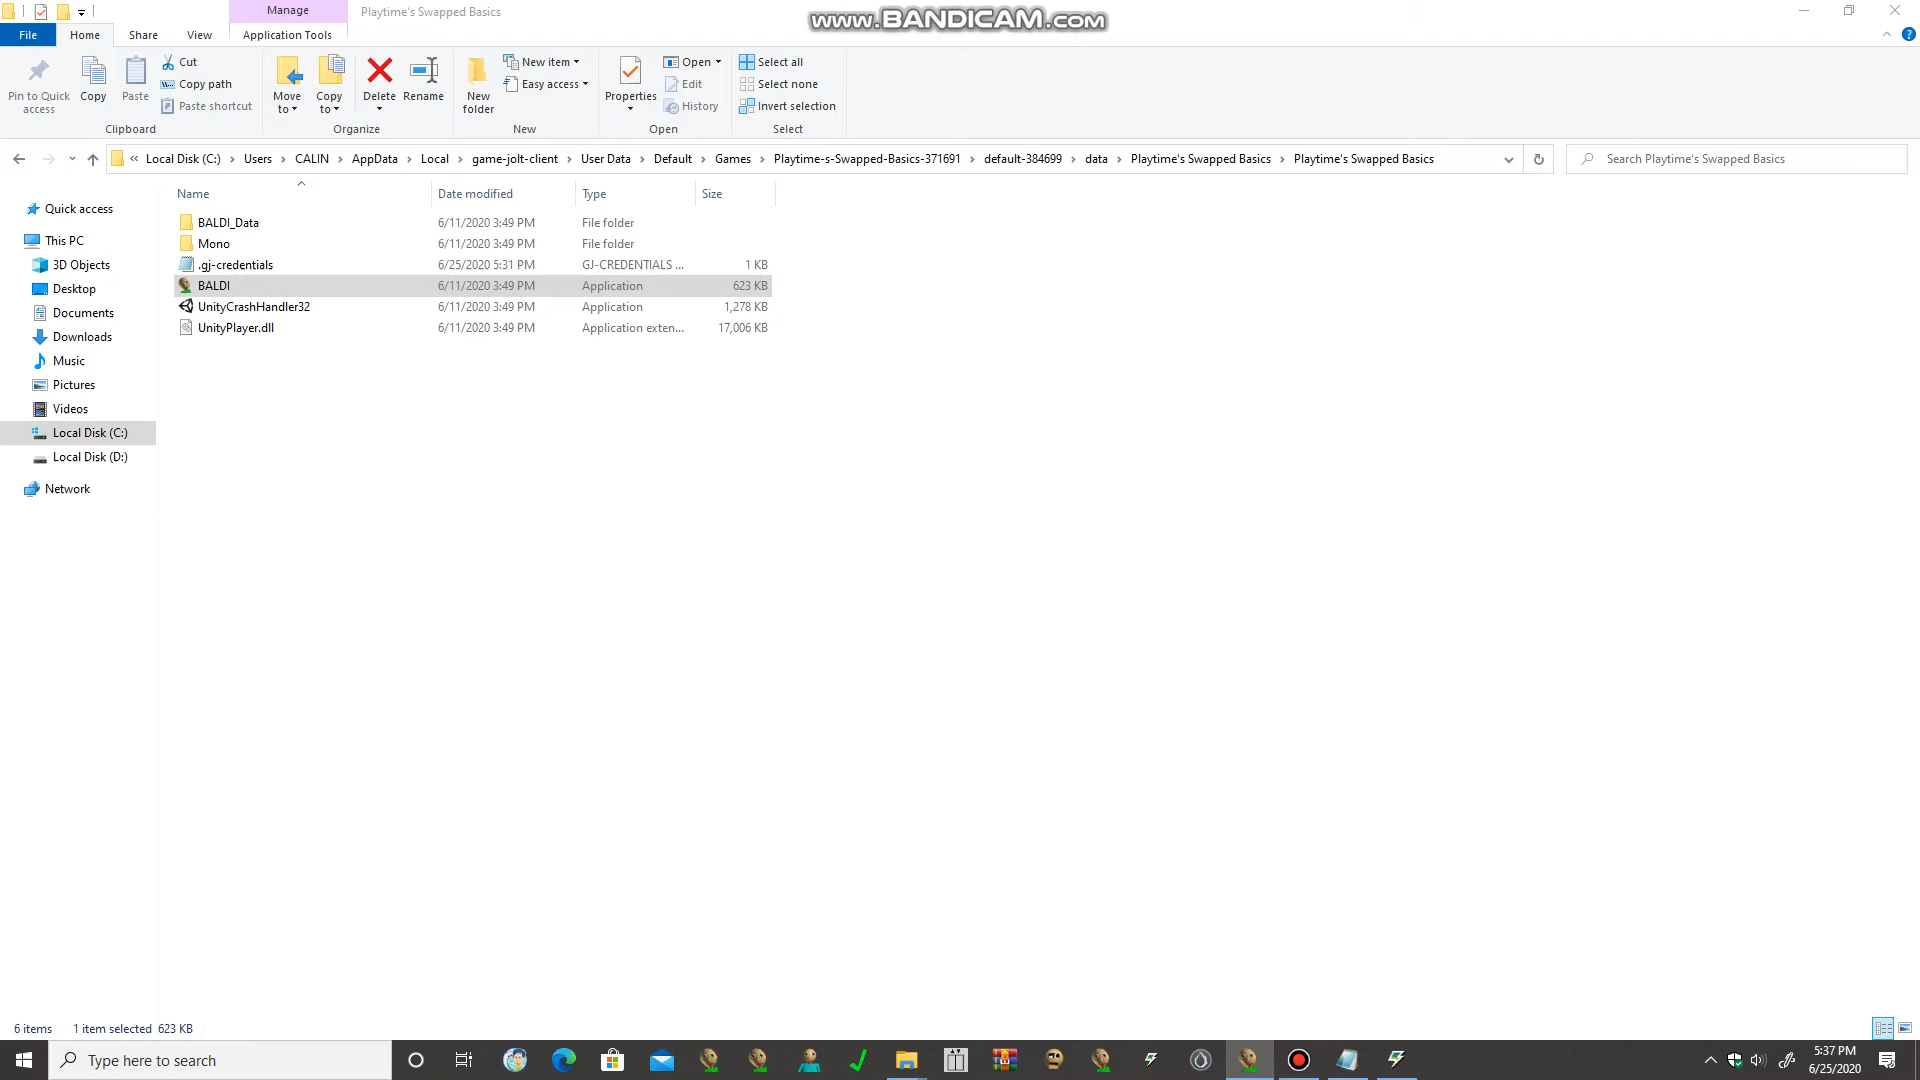 Manage
Playtime's Swapped Basics
www.BANDICAM.com
File
Home
Share
View
Application Tools
Pin to Quick access
Copy
Paste
Cut
Copy path
Paste shortcut
Clipboard
Move to
Copy to
Delete
Rename
Organize
New folder
New item
Easy access
New
Properties
Open
Edit
History
Open
Select all
Select none
Invert selection
Select
« Local Disk (C:) › Users › CALIN › AppData › Local › game-jolt-client › User Data › Default › Games › Playtime-s-Swapped-Basics-371691 › default-384699 › data › Playtime's Swapped Basics › Playtime's Swapped Basics
Search Playtime's Swapped Basics
Quick access
This PC
3D Objects
Desktop
Documents
Downloads
Music
Pictures
Videos
Local Disk (C:)
Local Disk (D:)
Network
Name Date modified Type Size
BALDI_Data 6/11/2020 3:49 PM File folder
Mono 6/11/2020 3:49 PM File folder
.gj-credentials 6/25/2020 5:31 PM GJ-CREDENTIALS ... 1 KB
BALDI 6/11/2020 3:49 PM Application 623 KB
UnityCrashHandler32 6/11/2020 3:49 PM Application 1,278 KB
UnityPlayer.dll 6/11/2020 3:49 PM Application exten... 17,006 KB
6 items 1 item selected 623 KB
Type here to search
5:37 PM
6/25/2020